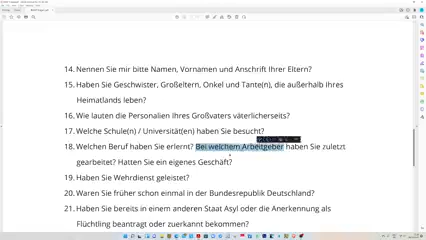 14. Nennen Sie mir bitte Namen, Vornamen und Anschrift Ihrer Eltern?
15. Haben Sie Geschwister, Großeltern, Onkel und Tante(n), die außerhalb Ihres
Heimatlands leben?
16. Wie lauten die Personalien Ihres Großvaters väterlicherseits?
17. Welche Schule(n) / Universität(en) haben Sie besucht?
18. Welchen Beruf haben Sie erlernt? Bei welchem Arbeitgeber haben Sie zuletzt
gearbeitet? Hatten Sie ein eigenes Geschäft?
19. Haben Sie Wehrdienst geleistet?
20. Waren Sie früher schon einmal in der Bundesrepublik Deutschland?
21. Haben Sie bereits in einem anderen Staat Asyl oder die Anerkennung als
Flüchtling beantragt oder zuerkannt bekommen?